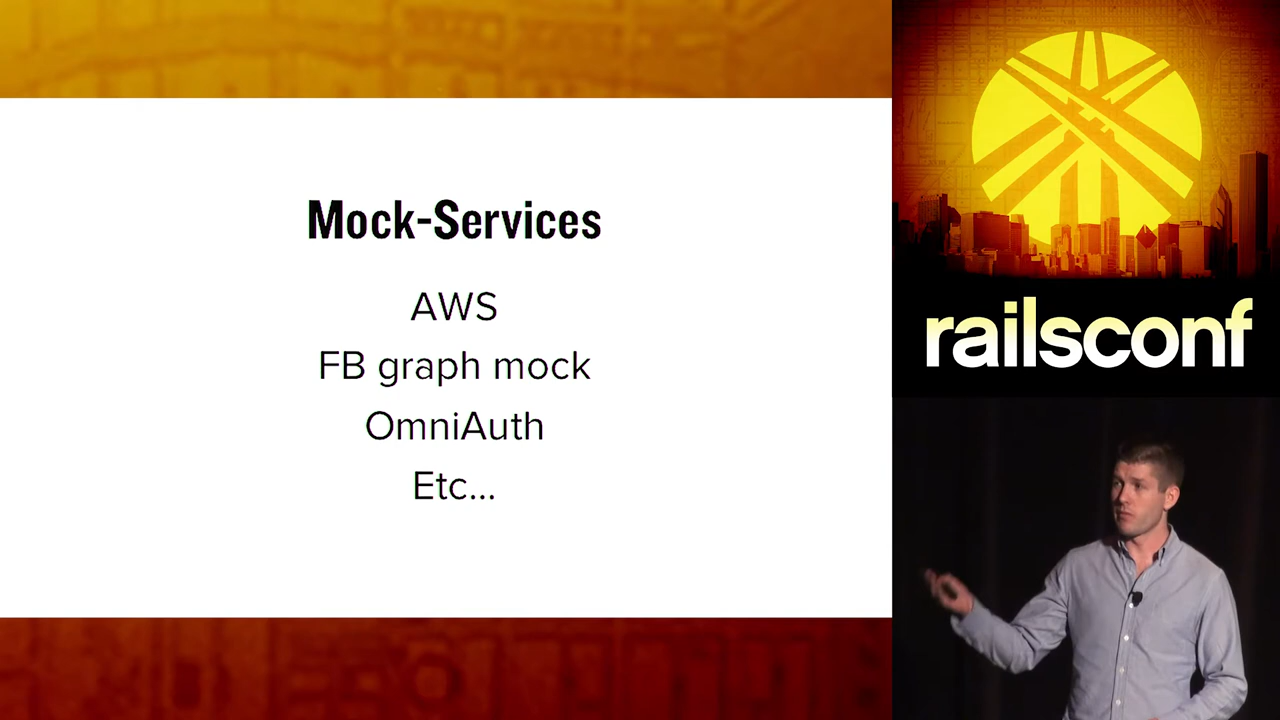 Mock-Services
AWS
FB graph mock
OmniAuth
Etc...
railsconf